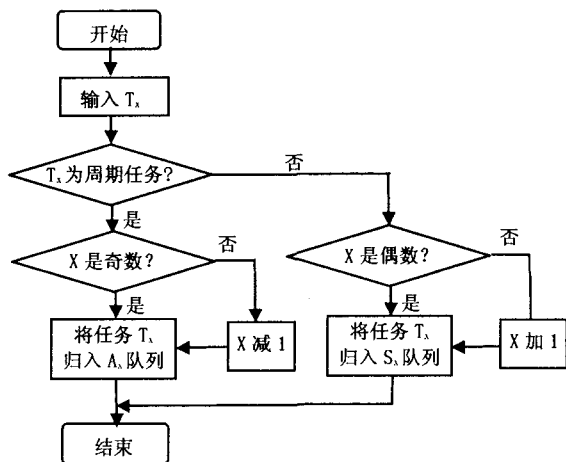 开始
输入 Tₓ
Tₓ 为周期任务?
否
是
X 是奇数?
否
X 是偶数?
否
是
是
将任务 Tₓ
归入 Aₓ 队列
X 减 1
将任务 Tₓ
归入 Sₓ 队列
X 加 1
结束